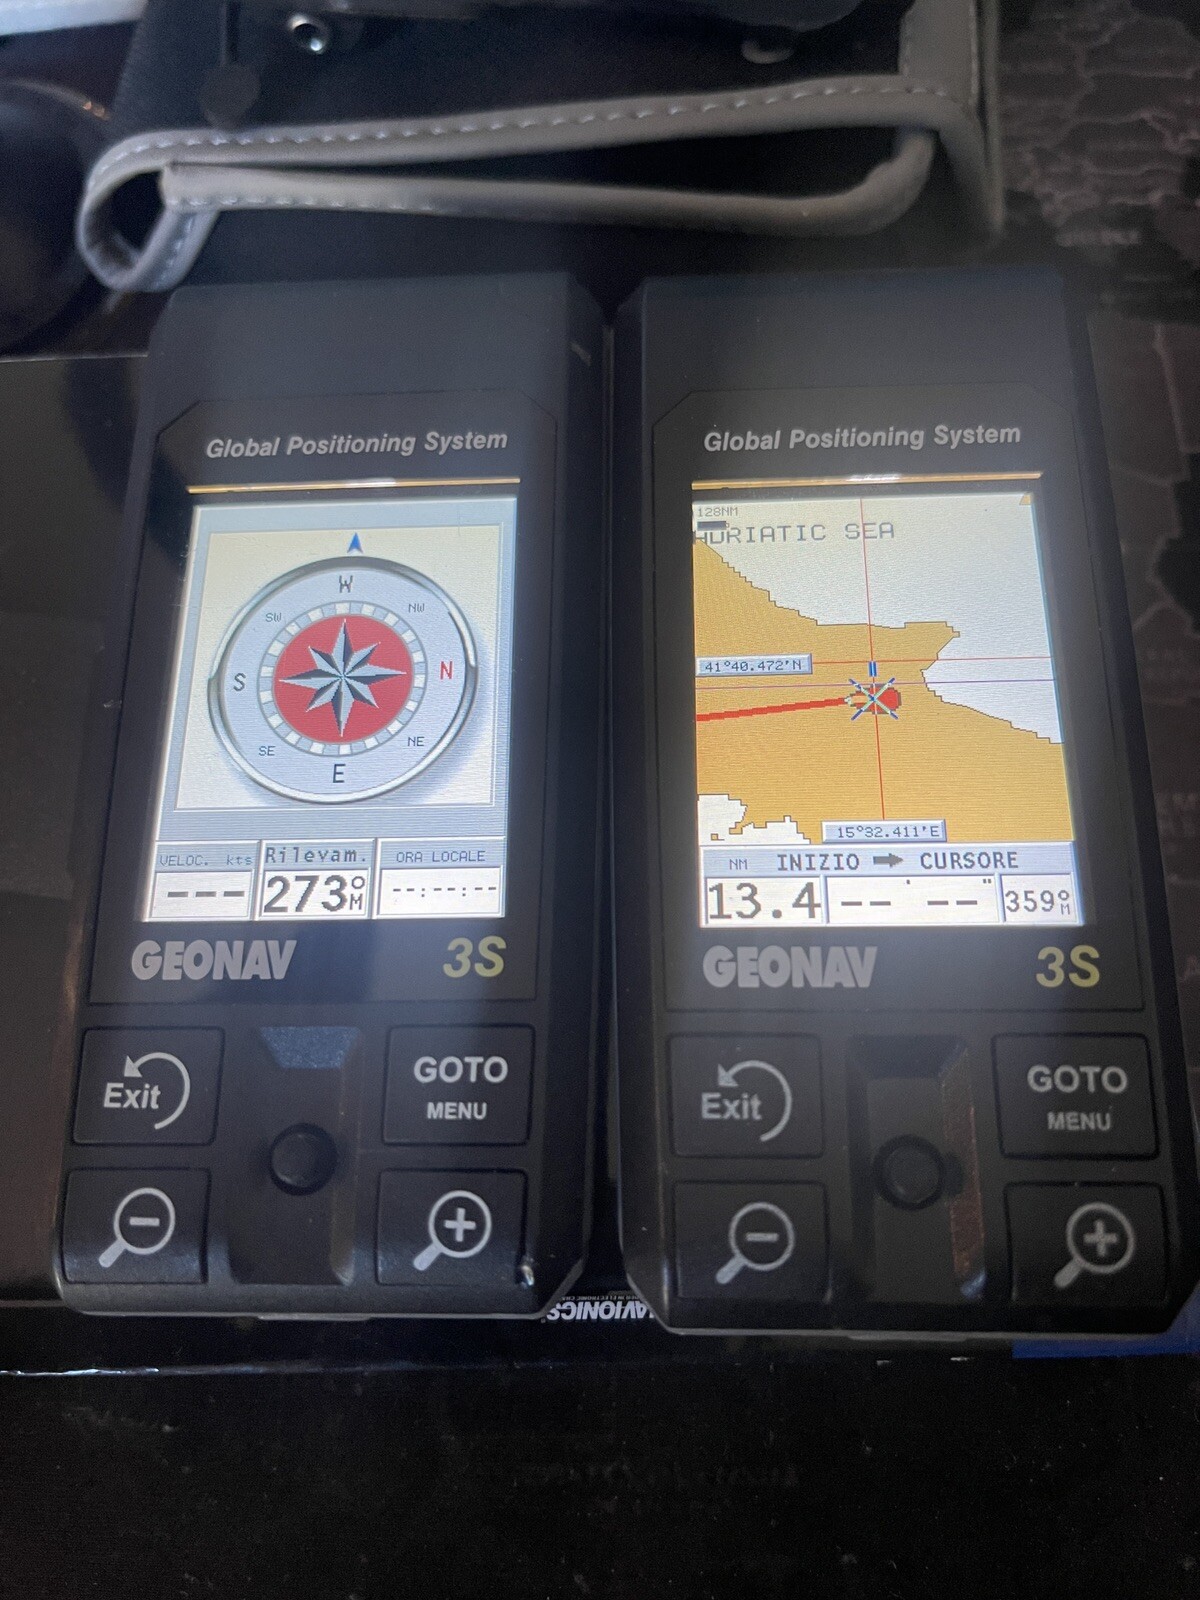 Global Positioning System
W
SW
NW
S
N
SE
NE
E
VELOC. kts
Rilevam.
ORA LOCALE
---
273°M
--:--:--
GEONAV
3S
Exit
GOTO
MENU
Global Positioning System
128NM
ADRIATIC SEA
41°40.472'N
15°32.411'E
NM INIZIO ➡ CURSORE
13.4
-- ' -- "
359°M
GEONAV
3S
Exit
GOTO
MENU
NAVIONICS